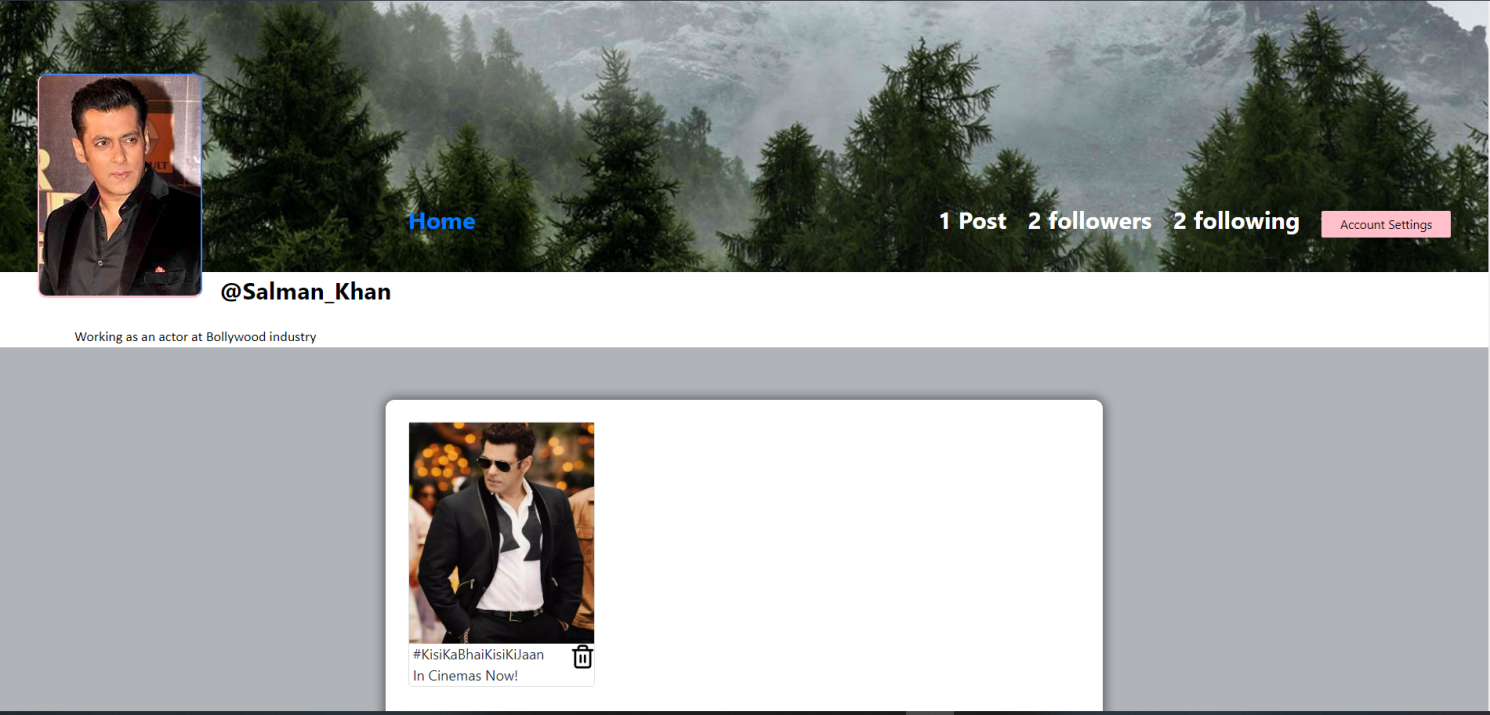 Home
1 Post 2 followers 2 following Account Settings
@Salman_Khan
Working as an actor at Bollywood industry
#KisiKaBhaiKisiKiJaan
In Cinemas Now!